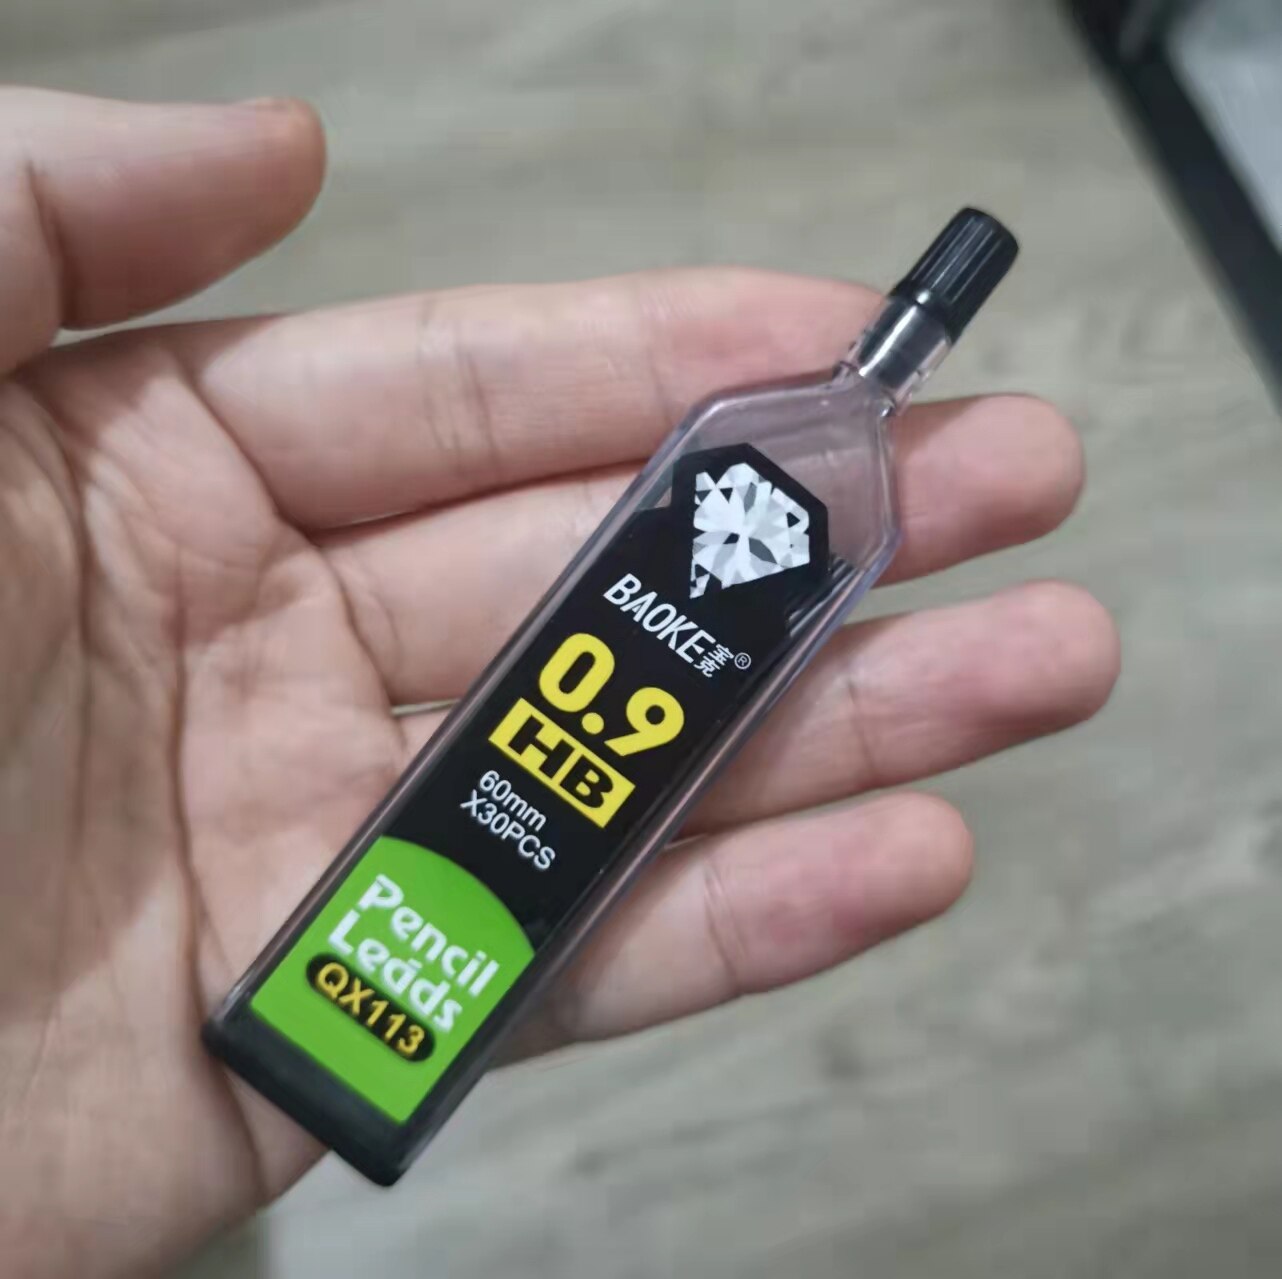 BAOKE宝克®
0.9
HB
60mm
X30PCS
Pencil
Leads
QX113